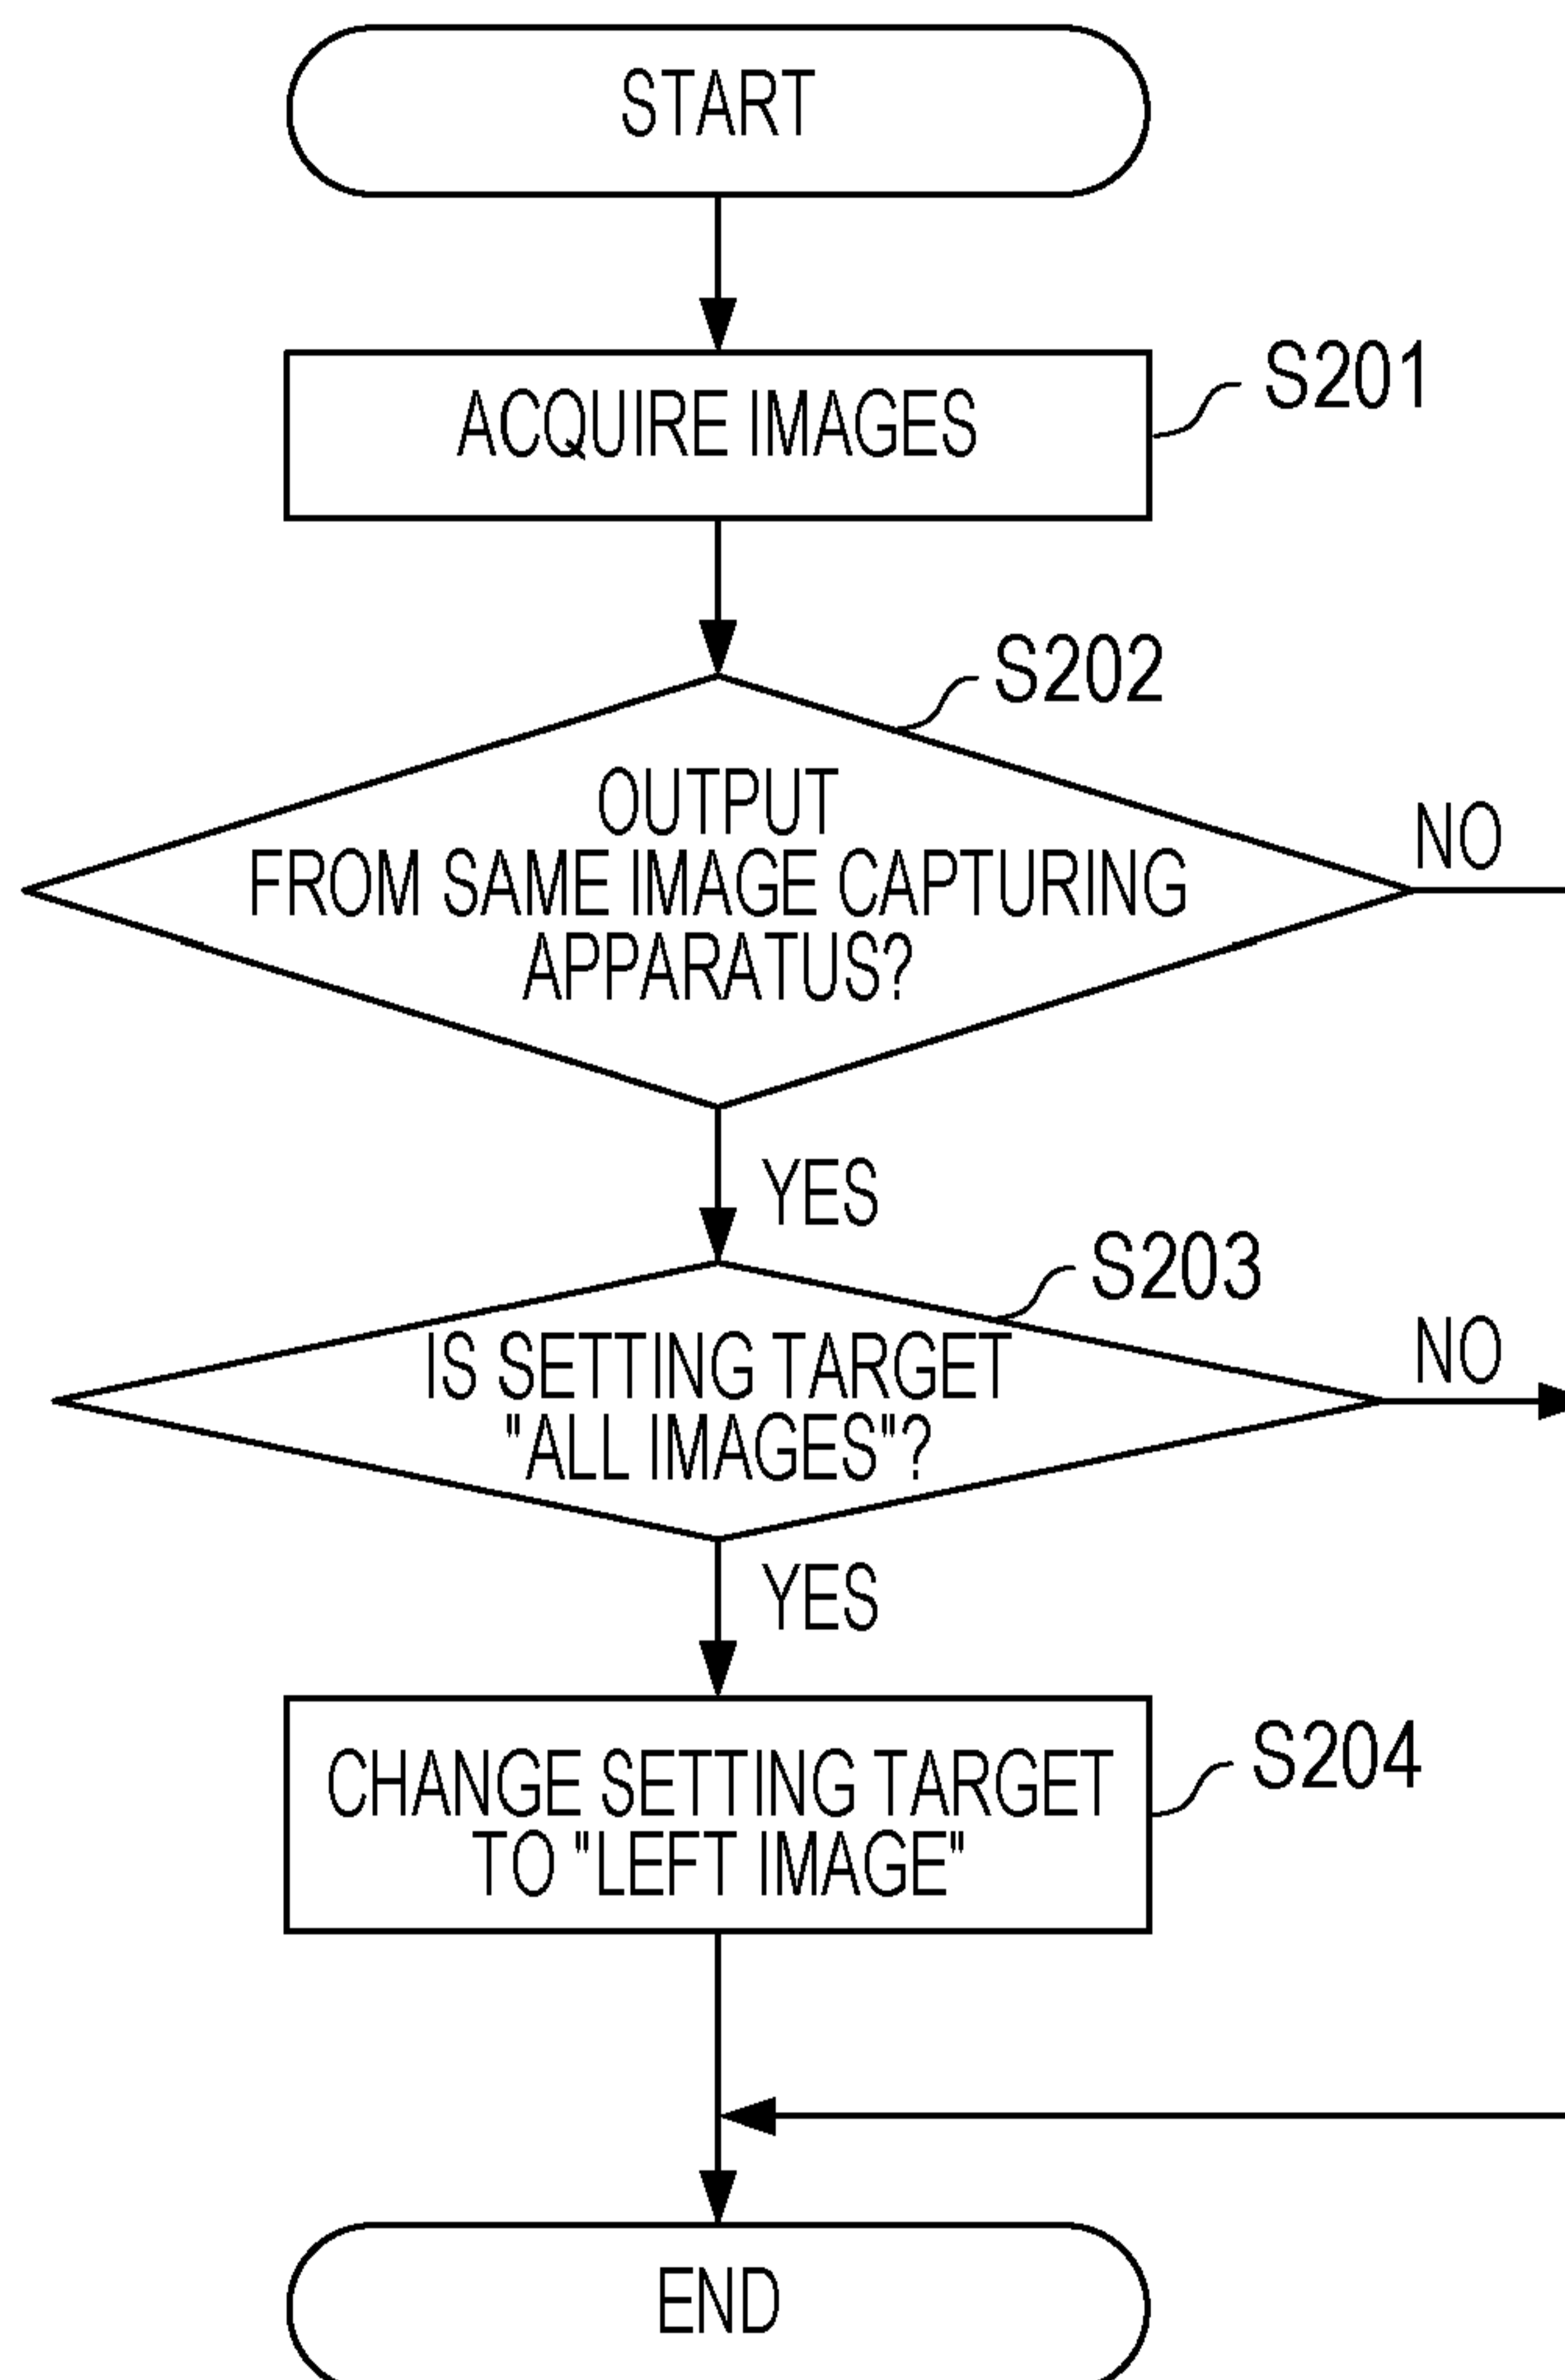 START
ACQUIRE IMAGES
S201
S202
OUTPUT
FROM SAME IMAGE CAPTURING
APPARATUS?
NO
YES
S203
IS SETTING TARGET
"ALL IMAGES"?
NO
YES
CHANGE SETTING TARGET
TO "LEFT IMAGE"
S204
END